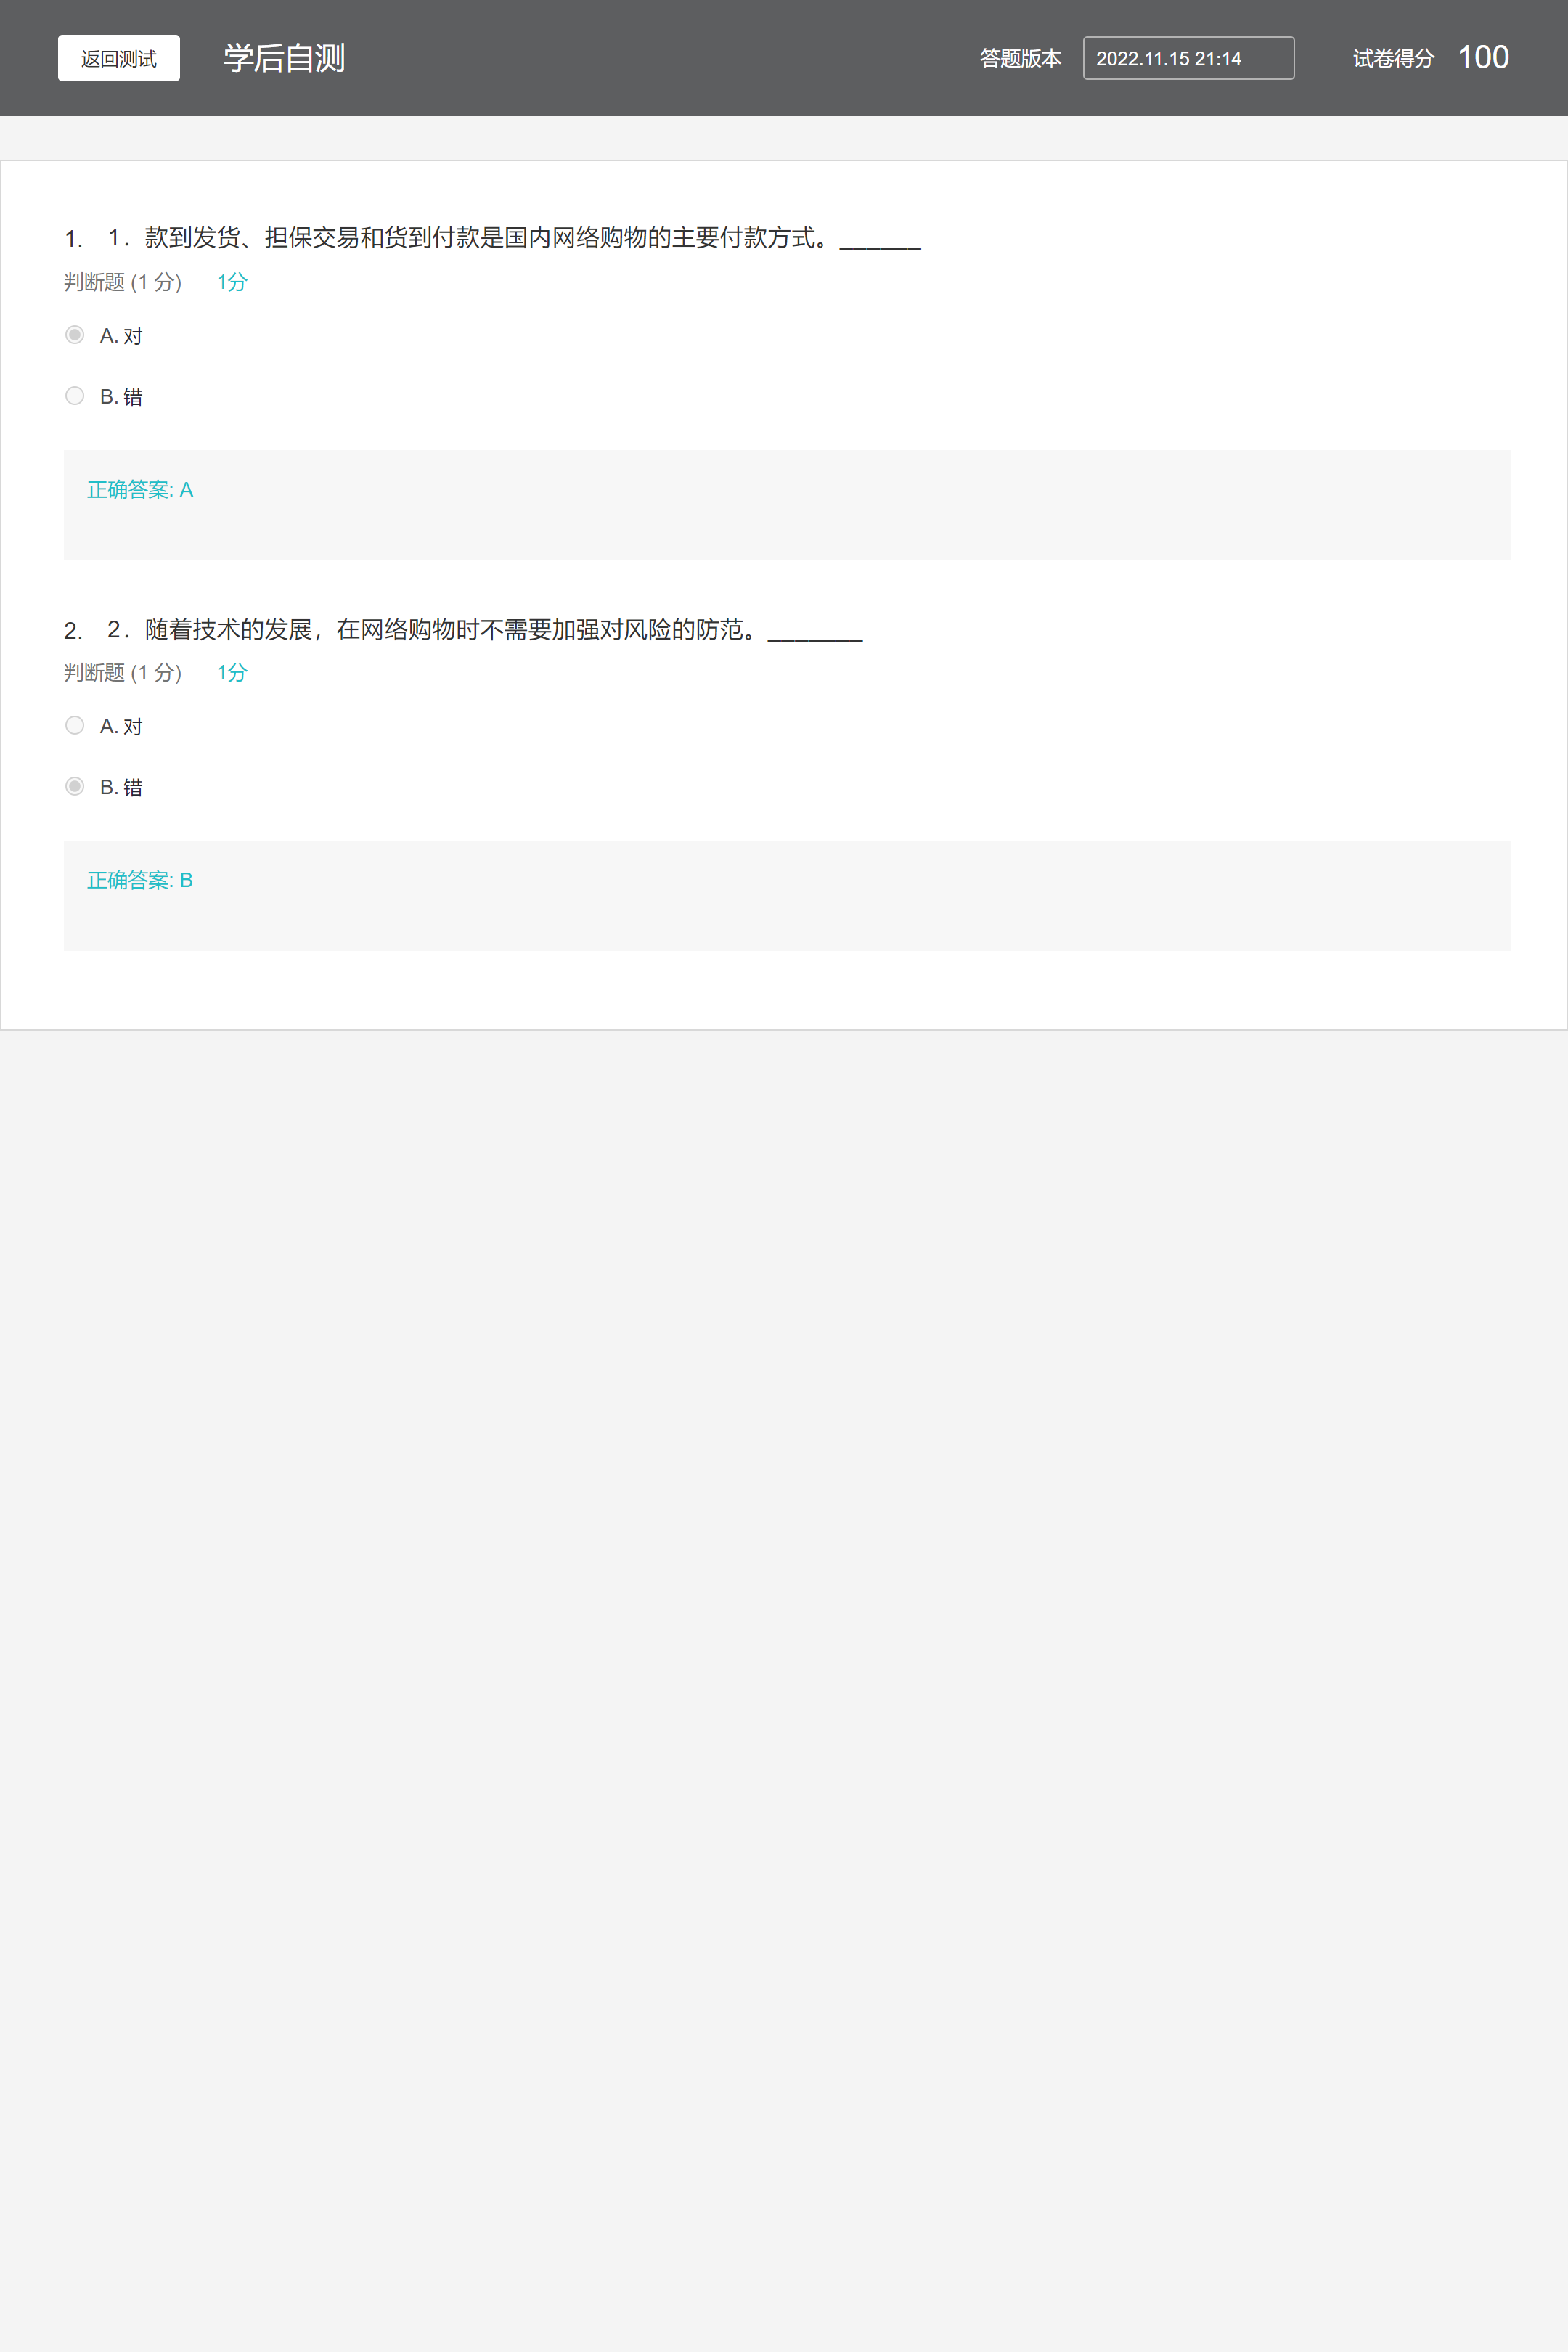 返回测试 学后自测 答题版本 2022.11.15 21:14 试卷得分 100
1. 1. 款到发货、担保交易和货到付款是国内网络购物的主要付款方式。______
判断题 (1 分) 1分
A. 对
B. 错
正确答案: A
2. 2. 随着技术的发展，在网络购物时不需要加强对风险的防范。_______
判断题 (1 分) 1分
A. 对
B. 错
正确答案: B